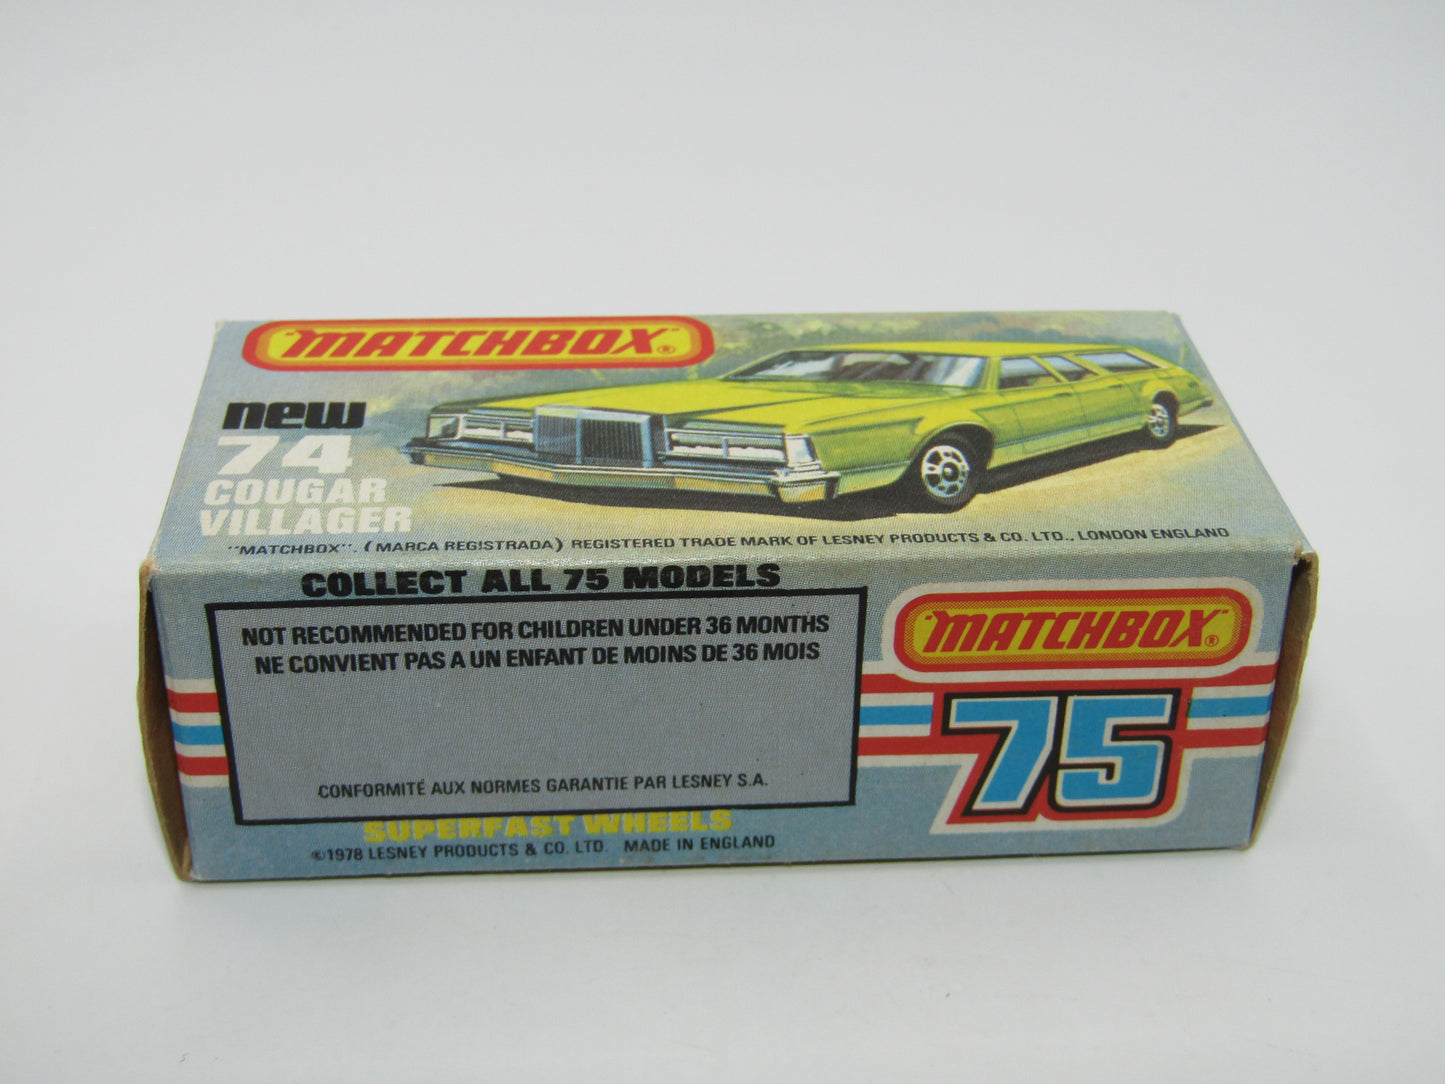 "MATCHBOX"®
new
74
COUGAR
VILLAGER
"MATCHBOX". (MARCA REGISTRADA) REGISTERED TRADE MARK OF LESNEY PRODUCTS & CO. LTD., LONDON ENGLAND
COLLECT ALL 75 MODELS
NOT RECOMMENDED FOR CHILDREN UNDER 36 MONTHS
NE CONVIENT PAS A UN ENFANT DE MOINS DE 36 MOIS
CONFORMITÉ AUX NORMES GARANTIE PAR LESNEY S.A.
SUPERFAST WHEELS
©1978 LESNEY PRODUCTS & CO. LTD. MADE IN ENGLAND
"MATCHBOX"®
75